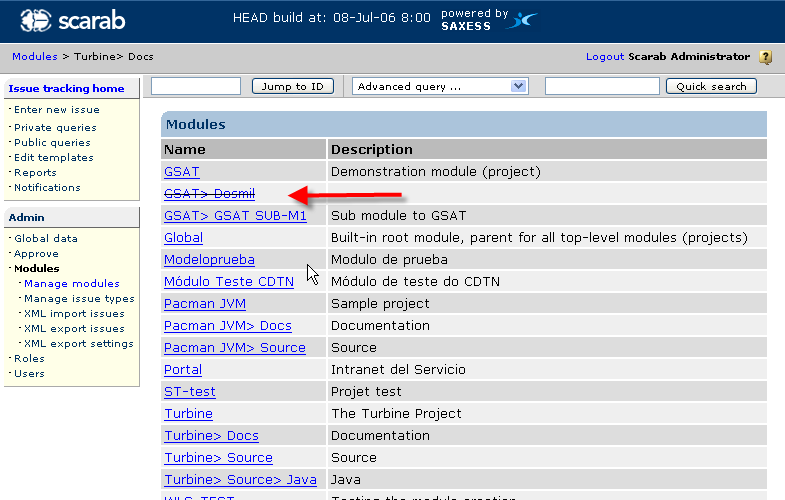 scarab
HEAD build at: 08-Jul-06 8:00
powered by
SAXESS
Modules > Turbine> Docs
Logout Scarab Administrator
?
Issue tracking home
Enter new issue
Private queries
Public queries
Edit templates
Reports
Notifications
Admin
Global data
Approve
Modules
Manage modules
Manage issue types
XML import issues
XML export issues
XML export settings
Roles
Users
Jump to ID
Advanced query ...
Quick search
Modules
Name Description
GSAT Demonstration module (project)
GSAT> Dosmil
GSAT> GSAT SUB-M1 Sub module to GSAT
Global Built-in root module, parent for all top-level modules (projects)
Modeloprueba Modulo de prueba
Módulo Teste CDTN Módulo de teste do CDTN
Pacman JVM Sample project
Pacman JVM> Docs Documentation
Pacman JVM> Source Source
Portal Intranet del Servicio
ST-test Projet test
Turbine The Turbine Project
Turbine> Docs Documentation
Turbine> Source Source
Turbine> Source> Java Java
WLS-TEST Testing the module creation